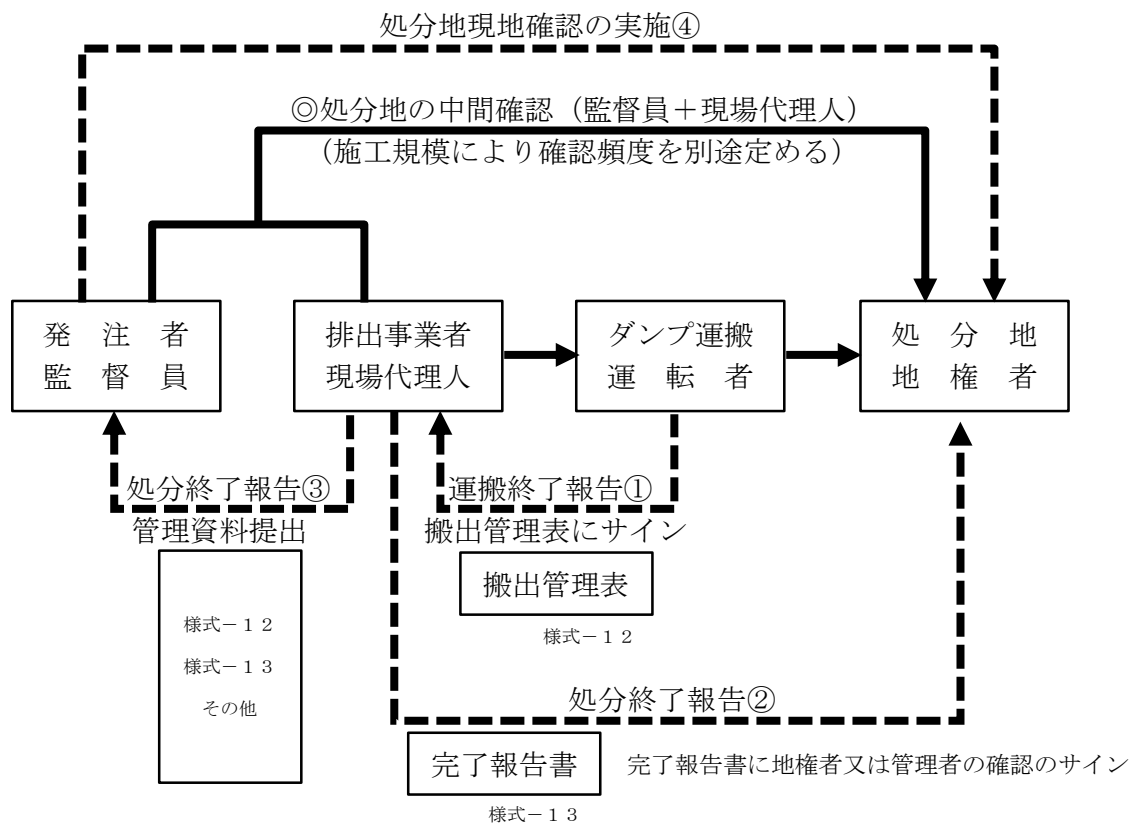 処分地現地確認の実施④
◎処分地の中間確認（監督員＋現場代理人）
（施工規模により確認頻度を別途定める）
発注者
監督員
排出事業者
現場代理人
ダンプ運搬
運転者
処分地
地権者
処分終了報告③
管理資料提出
様式－１２
様式－１３
その他
運搬終了報告①
搬出管理表にサイン
搬出管理表
様式－１２
処分終了報告②
完了報告書
完了報告書に地権者又は管理者の確認のサイン
様式－１３